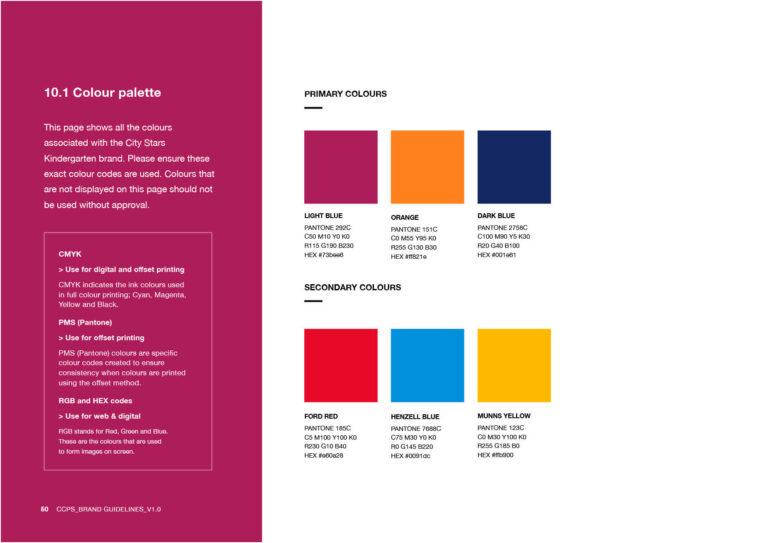 10.1 Colour palette
This page shows all the colours
associated with the City Stars
Kindergarten brand. Please ensure these
exact colour codes are used. Colours that
are not displayed on this page should not
be used without approval.
CMYK
> Use for digital and offset printing
CMYK indicates the ink colours used
in full colour printing; Cyan, Magenta,
Yellow and Black.
PMS (Pantone)
> Use for offset printing
PMS (Pantone) colours are specific
colour codes created to ensure
consistency when colours are printed
using the offset method.
RGB and HEX codes
> Use for web & digital
RGB stands for Red, Green and Blue.
These are the colours that are used
to form images on screen.
50 CCPS_BRAND GUIDELINES_V1.0
PRIMARY COLOURS
LIGHT BLUE
PANTONE 292C
C50 M10 Y0 K0
R115 G190 B230
HEX #73bee6
ORANGE
PANTONE 151C
C0 M55 Y95 K0
R255 G130 B30
HEX #ff821e
DARK BLUE
PANTONE 2758C
C100 M90 Y5 K30
R20 G40 B100
HEX #001e61
SECONDARY COLOURS
FORD RED
PANTONE 185C
C5 M100 Y100 K0
R230 G10 B40
HEX #e60a28
HENZELL BLUE
PANTONE 7688C
C75 M30 Y0 K0
R0 G145 B220
HEX #0091dc
MUNNS YELLOW
PANTONE 123C
C0 M30 Y100 K0
R255 G185 B0
HEX #ffb900